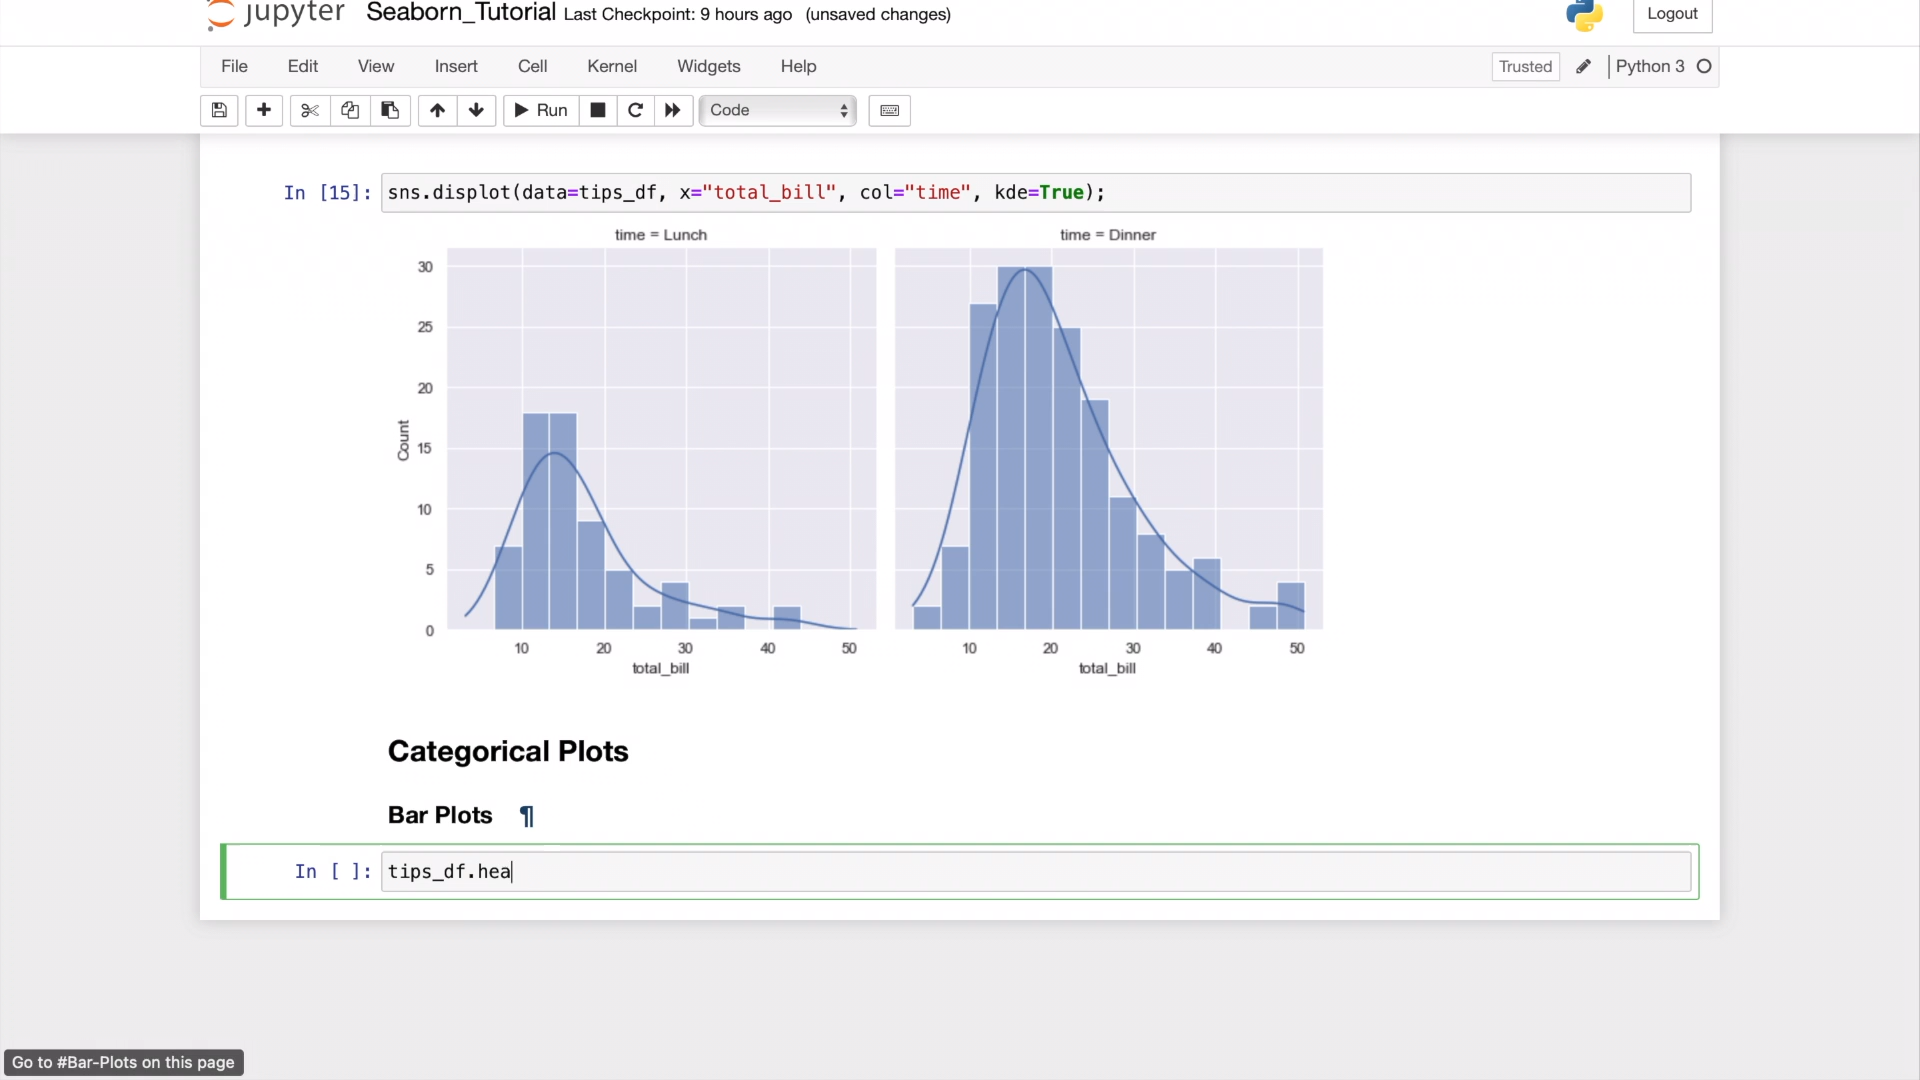 jupyter Seaborn_Tutorial Last Checkpoint: 9 hours ago (unsaved changes) Logout
File Edit View Insert Cell Kernel Widgets Help Trusted Python 3
Run Code
In [15]: sns.displot(data=tips_df, x="total_bill", col="time", kde=True);
time = Lunch time = Dinner
30
25
20
15
10
5
0
Count
10 20 30 40 50 10 20 30 40 50
total_bill total_bill
Categorical Plots
Bar Plots ¶
In [ ]: tips_df.hea
Go to #Bar-Plots on this page